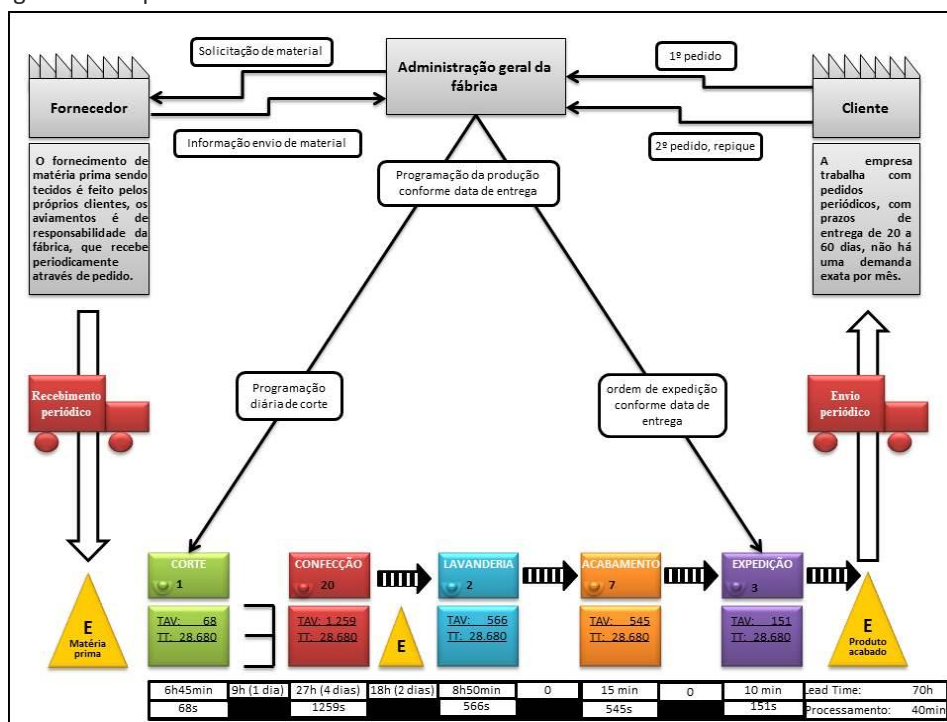 Solicitação de material
Administração geral da
fábrica
1º pedido
Fornecedor
Cliente
Informação envio de material
2º pedido, repique
O fornecimento de
matéria prima sendo
tecidos é feito pelos
próprios clientes, os
aviamentos é de
responsabilidade da
fábrica, que recebe
periodicamente
através de pedido.
Programação da produção
conforme data de entrega
A empresa
trabalha com
pedidos
periódicos, com
prazos de
entrega de 20 a
60 dias, não há
uma demanda
exata por mês.
Recebimento
periódico
Programação
diária de corte
ordem de expedição
conforme data de
entrega
Envio
periódico
CORTE
1
CONFECÇÃO
20
LAVANDERIA
2
ACABAMENTO
7
EXPEDIÇÃO
3
E
Matéria
prima
TAV: 68
TT: 28.680
TAV: 1.259
TT: 28.680
E
TAV: 566
TT: 28.680
TAV: 545
TT: 28.680
TAV: 151
TT: 28.680
E
Produto
acabado
6h45min 9h (1 dia) 27h (4 dias) 18h (2 dias) 8h50min 0 15 min 0 10 min Lead Time: 70h
68s 1259s 566s 545s 151s Processamento: 40min